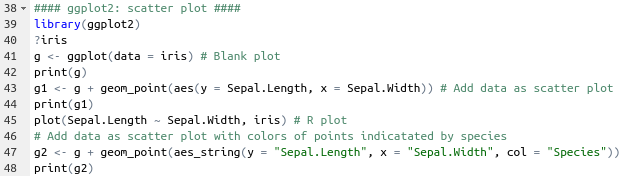 38 #### ggplot2: scatter plot ####
39 library(ggplot2)
40 ?iris
41 g <- ggplot(data = iris) # Blank plot
42 print(g)
43 g1 <- g + geom_point(aes(y = Sepal.Length, x = Sepal.Width)) # Add data as scatter plot
44 print(g1)
45 plot(Sepal.Length ~ Sepal.Width, iris) # R plot
46 # Add data as scatter plot with colors of points indicatated by species
47 g2 <- g + geom_point(aes_string(y = "Sepal.Length", x = "Sepal.Width", col = "Species"))
48 print(g2)